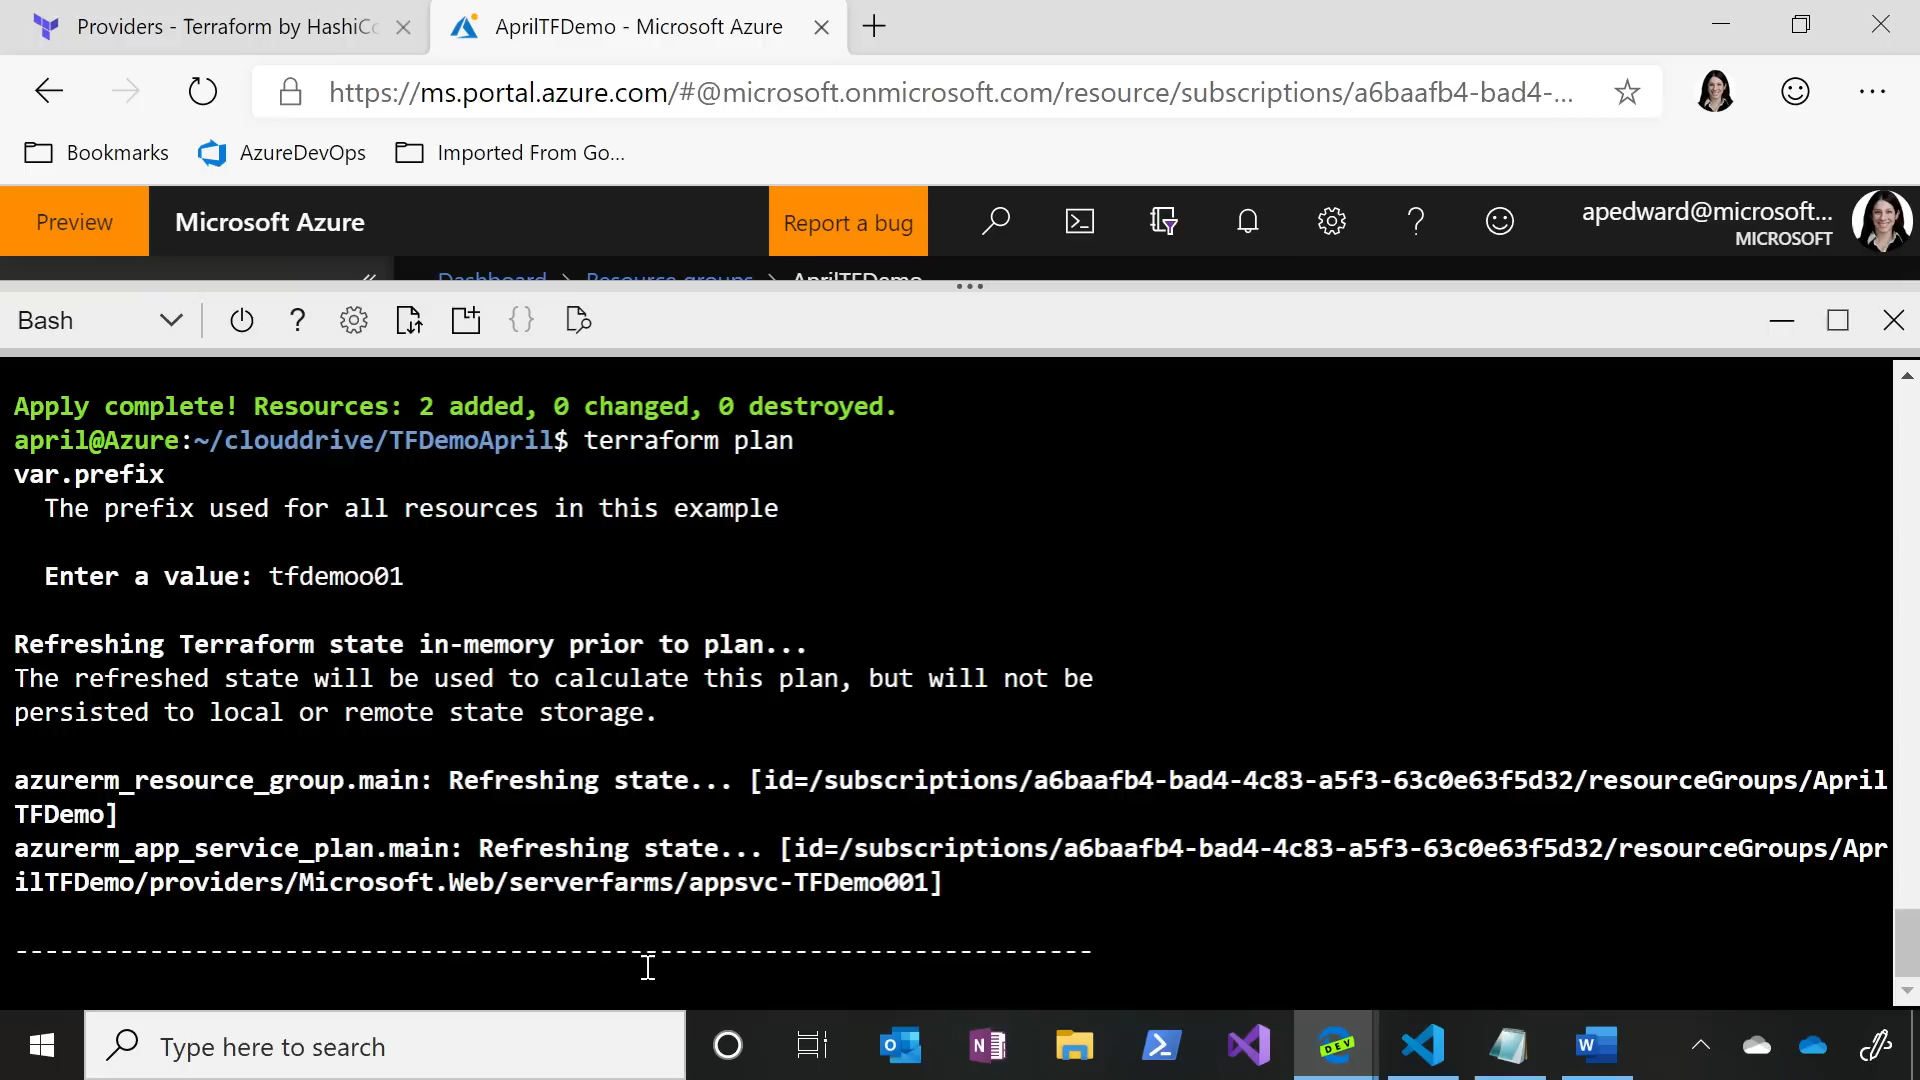 Providers - Terraform by HashiCo
AprilTFDemo - Microsoft Azure
https://ms.portal.azure.com/#@microsoft.onmicrosoft.com/resource/subscriptions/a6baafb4-bad4-...
Bookmarks
AzureDevOps
Imported From Go...
Preview
Microsoft Azure
Report a bug
apedward@microsoft...
MICROSOFT
Dashboard > Resource groups > AprilTFDemo
Bash
Apply complete! Resources: 2 added, 0 changed, 0 destroyed.
april@Azure:~/clouddrive/TFDemoApril$ terraform plan
var.prefix
The prefix used for all resources in this example
Enter a value: tfdemoo01
Refreshing Terraform state in-memory prior to plan...
The refreshed state will be used to calculate this plan, but will not be
persisted to local or remote state storage.
azurerm_resource_group.main: Refreshing state... [id=/subscriptions/a6baafb4-bad4-4c83-a5f3-63c0e63f5d32/resourceGroups/April
TFDemo]
azurerm_app_service_plan.main: Refreshing state... [id=/subscriptions/a6baafb4-bad4-4c83-a5f3-63c0e63f5d32/resourceGroups/Apr
ilTFDemo/providers/Microsoft.Web/serverfarms/appsvc-TFDemo001]
------------------------------------------------------------------------
Type here to search
DEV